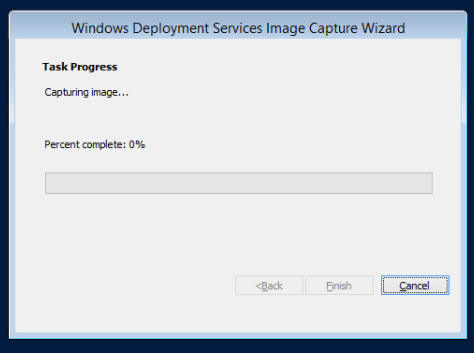 Windows Deployment Services Image Capture Wizard
Task Progress
Capturing image...
Percent complete: 0%
<Back
Finish
Cancel